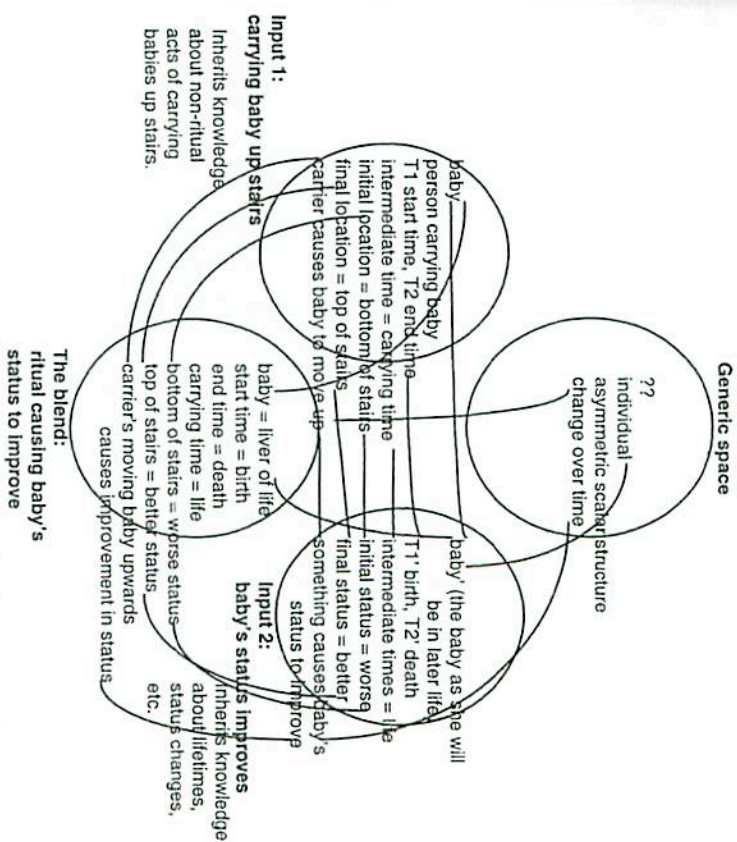 Generic space
??
individual
asymmetric scalar structure
change over time
Input 1:
carrying baby up stairs
Inherits knowledge
about non-ritual
acts of carrying
babies up stairs.
baby
person carrying baby
T1 start time, T2 end time
intermediate time = carrying time
initial location = bottom of stairs
final location = top of stairs
carrier causes baby to move up
baby' (the baby as she will
be in later life)
T1' birth, T2' death
intermediate times = life
initial status = worse
final status = better
something causes baby's
status to improve
Input 2:
baby's status improves
Inherits knowledge
about lifetimes,
status changes,
etc.
baby = liver of life
start time = birth
end time = death
carrying time = life
bottom of stairs = worse status
top of stairs = better status
carrier's moving baby upwards
causes improvement in status
The blend:
ritual causing baby's
status to improve